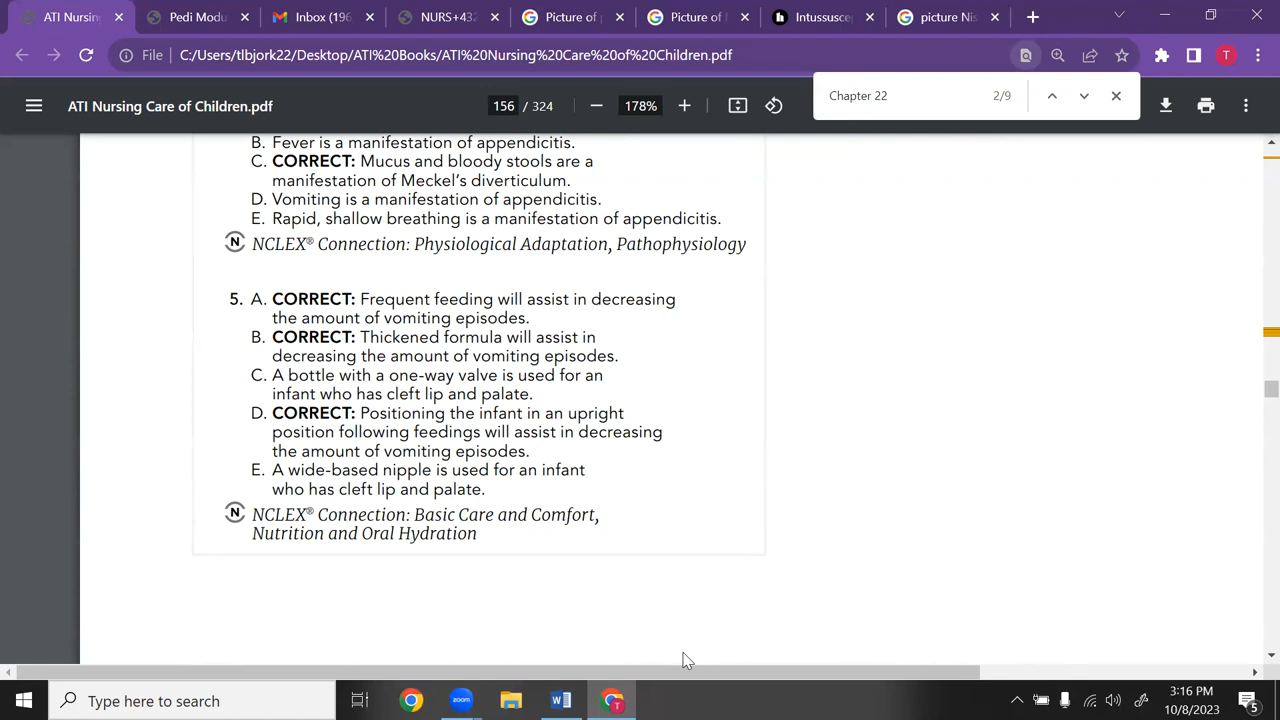 ATI Nursin
Pedi Modu
Inbox (196,
NURS+432
Picture of p
Picture of M
Intussuscep
picture Nis
File
C:/Users/tlbjork22/Desktop/ATI%20Books/ATI%20Nursing%20Care%20of%20Children.pdf
T
Chapter 22
2/9
ATI Nursing Care of Children.pdf
156 / 324
178%
B. Fever is a manifestation of appendicitis.
C. CORRECT: Mucus and bloody stools are a
manifestation of Meckel’s diverticulum.
D. Vomiting is a manifestation of appendicitis.
E. Rapid, shallow breathing is a manifestation of appendicitis.
N NCLEX® Connection: Physiological Adaptation, Pathophysiology
5. A. CORRECT: Frequent feeding will assist in decreasing
the amount of vomiting episodes.
B. CORRECT: Thickened formula will assist in
decreasing the amount of vomiting episodes.
C. A bottle with a one-way valve is used for an
infant who has cleft lip and palate.
D. CORRECT: Positioning the infant in an upright
position following feedings will assist in decreasing
the amount of vomiting episodes.
E. A wide-based nipple is used for an infant
who has cleft lip and palate.
N NCLEX® Connection: Basic Care and Comfort,
Nutrition and Oral Hydration
Type here to search
zoom
W
T
3:16 PM
10/8/2023
5